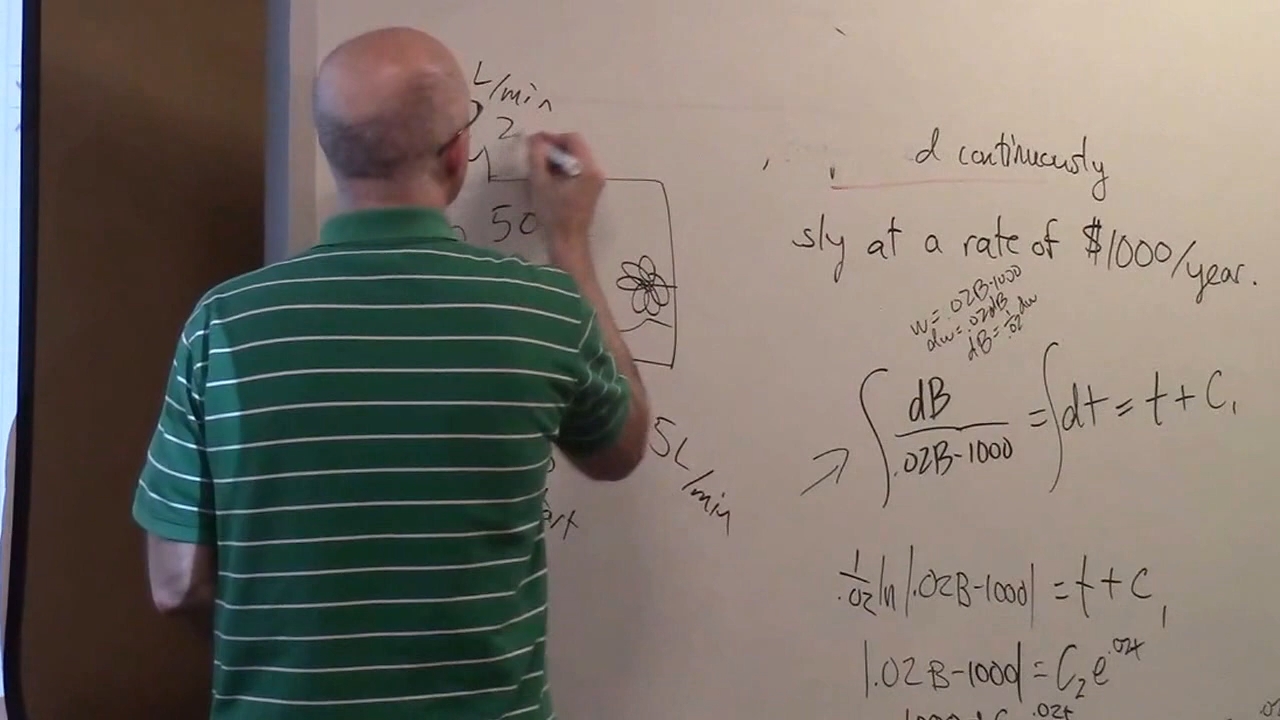 L/min
2
50
5L/min
d continuously
sly at a rate of $1000/year.
w = .02B-1000
dw = .02dB
dB = 1/.02 dw
∫ dB/.02B-1000 = ∫dt = t + C₁
1/.02 ln |.02B-1000| = t + C₁
|.02B-1000| = C₂e^.02t